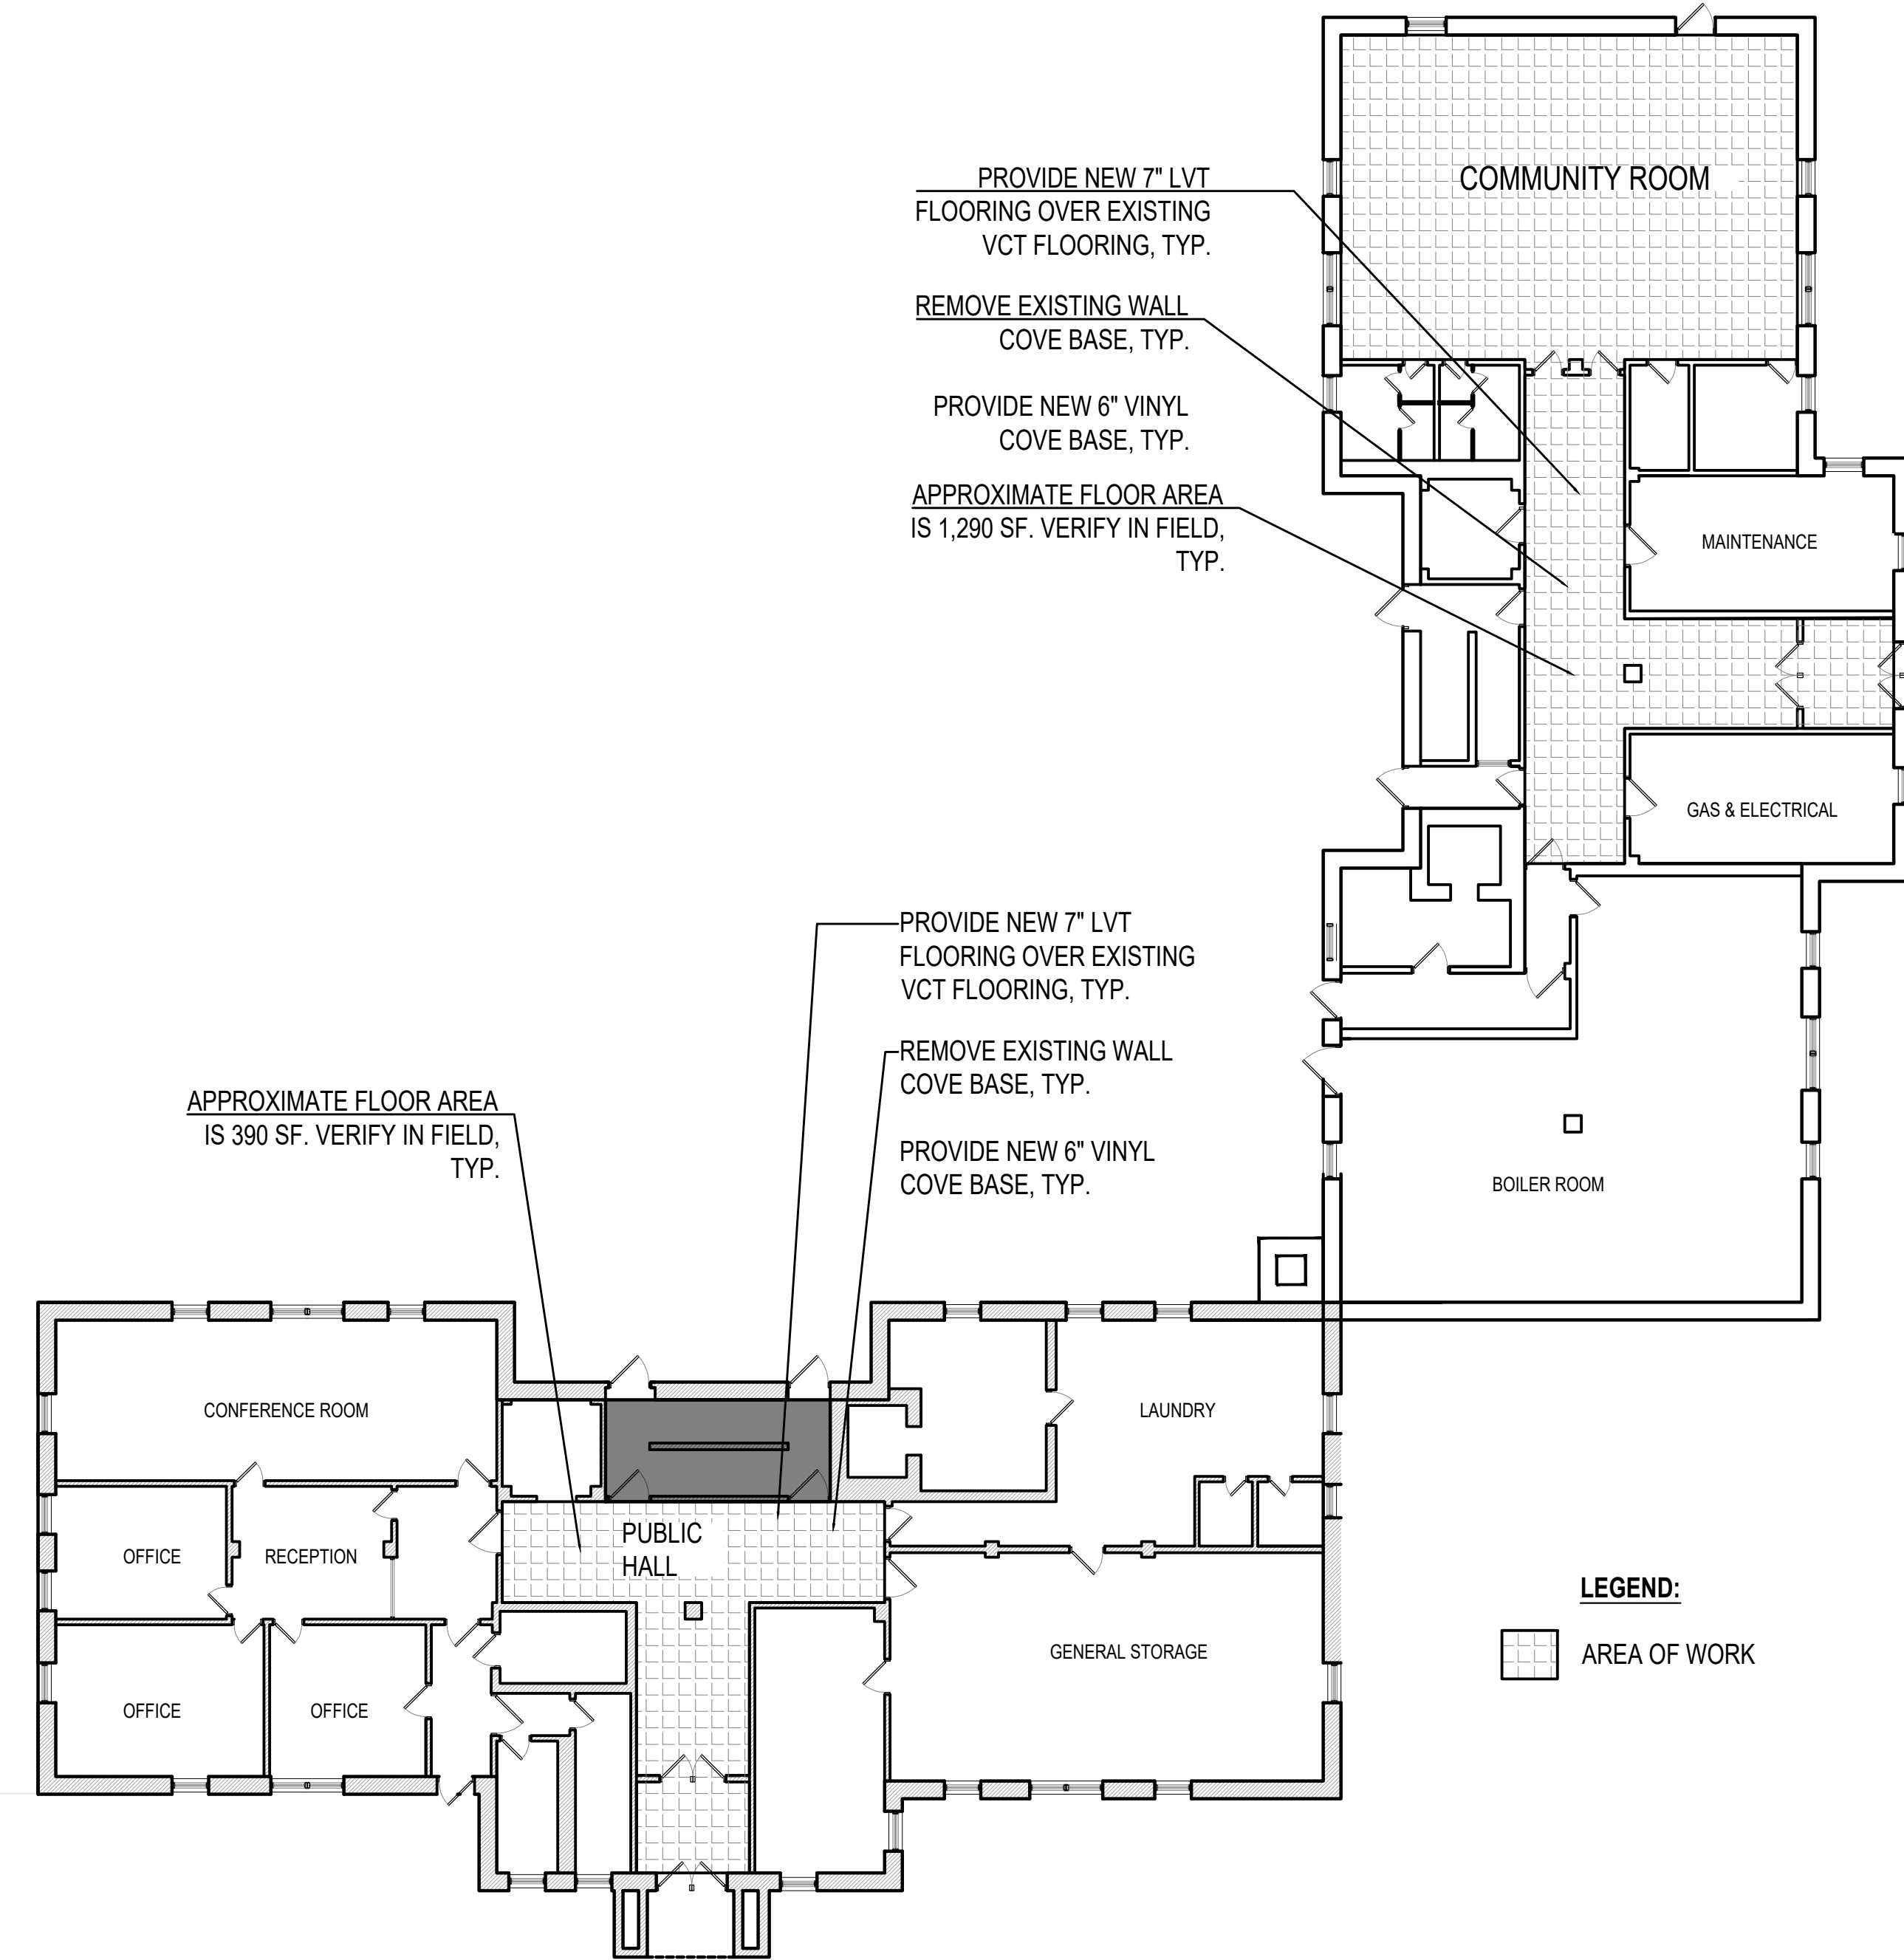 COMMUNITY ROOM
PROVIDE NEW 7" LVT
FLOORING OVER EXISTING
VCT FLOORING, TYP.
REMOVE EXISTING WALL
COVE BASE, TYP.
PROVIDE NEW 6" VINYL
COVE BASE, TYP.
APPROXIMATE FLOOR AREA
IS 1,290 SF. VERIFY IN FIELD,
TYP.
MAINTENANCE
GAS & ELECTRICAL
PROVIDE NEW 7" LVT
FLOORING OVER EXISTING
VCT FLOORING, TYP.
REMOVE EXISTING WALL
COVE BASE, TYP.
PROVIDE NEW 6" VINYL
COVE BASE, TYP.
APPROXIMATE FLOOR AREA
IS 390 SF. VERIFY IN FIELD,
TYP.
BOILER ROOM
CONFERENCE ROOM
LAUNDRY
PUBLIC
HALL
OFFICE
RECEPTION
GENERAL STORAGE
OFFICE
OFFICE
LEGEND:
AREA OF WORK